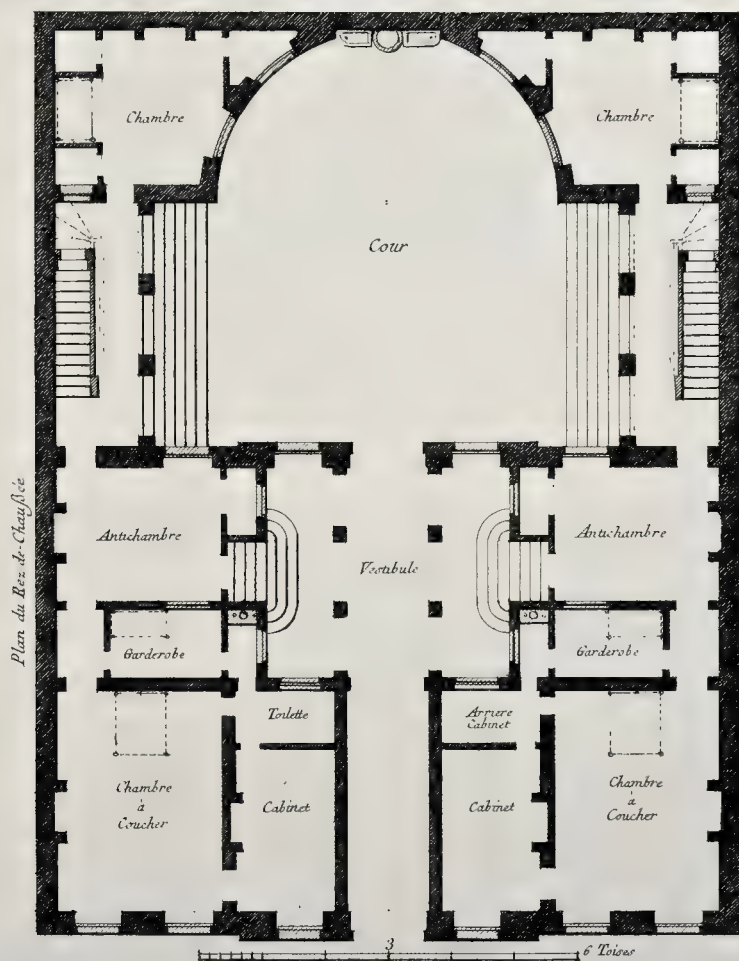 Chambre
Chambre
Cour
Plan du Rez-de-Chaußée
Antichambre
Vestibule
Antichambre
Garderobe
Garderobe
Toilette
Arriere
Cabinet
Chambre
à
Coucher
Cabinet
Cabinet
Chambre
à
Coucher
3
6 Toises